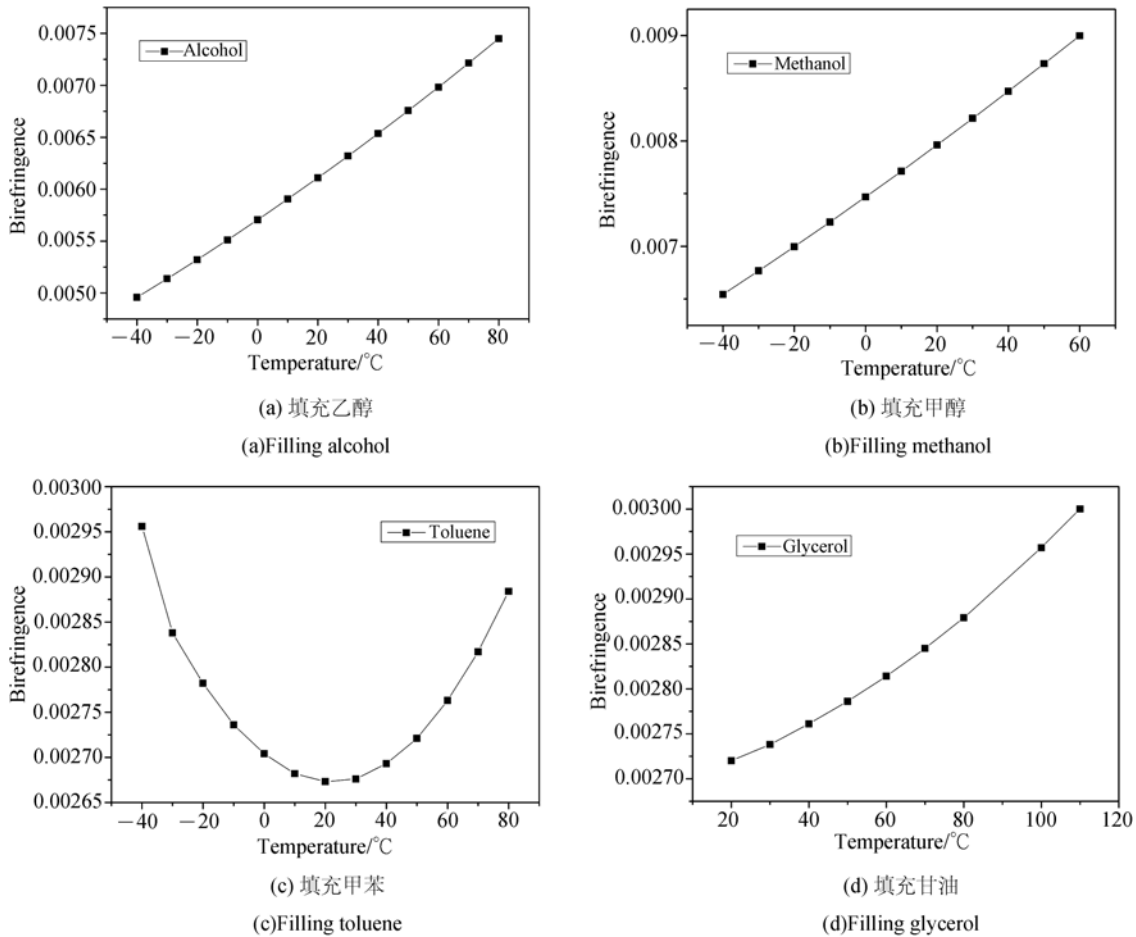 0.0075
0.0070
0.0065
0.0060
0.0055
0.0050
Birefringence
Alcohol
−40 −20 0 20 40 60 80
Temperature/℃
(a) 填充乙醇
(a)Filling alcohol
0.009
0.008
0.007
Birefringence
Methanol
−40 −20 0 20 40 60
Temperature/℃
(b) 填充甲醇
(b)Filling methanol
0.00300
0.00295
0.00290
0.00285
0.00280
0.00275
0.00270
0.00265
Birefringence
Toluene
−40 −20 0 20 40 60 80
Temperature/℃
(c) 填充甲苯
(c)Filling toluene
0.00300
0.00295
0.00290
0.00285
0.00280
0.00275
0.00270
Birefringence
Glycerol
20 40 60 80 100 120
Temperature/℃
(d) 填充甘油
(d)Filling glycerol